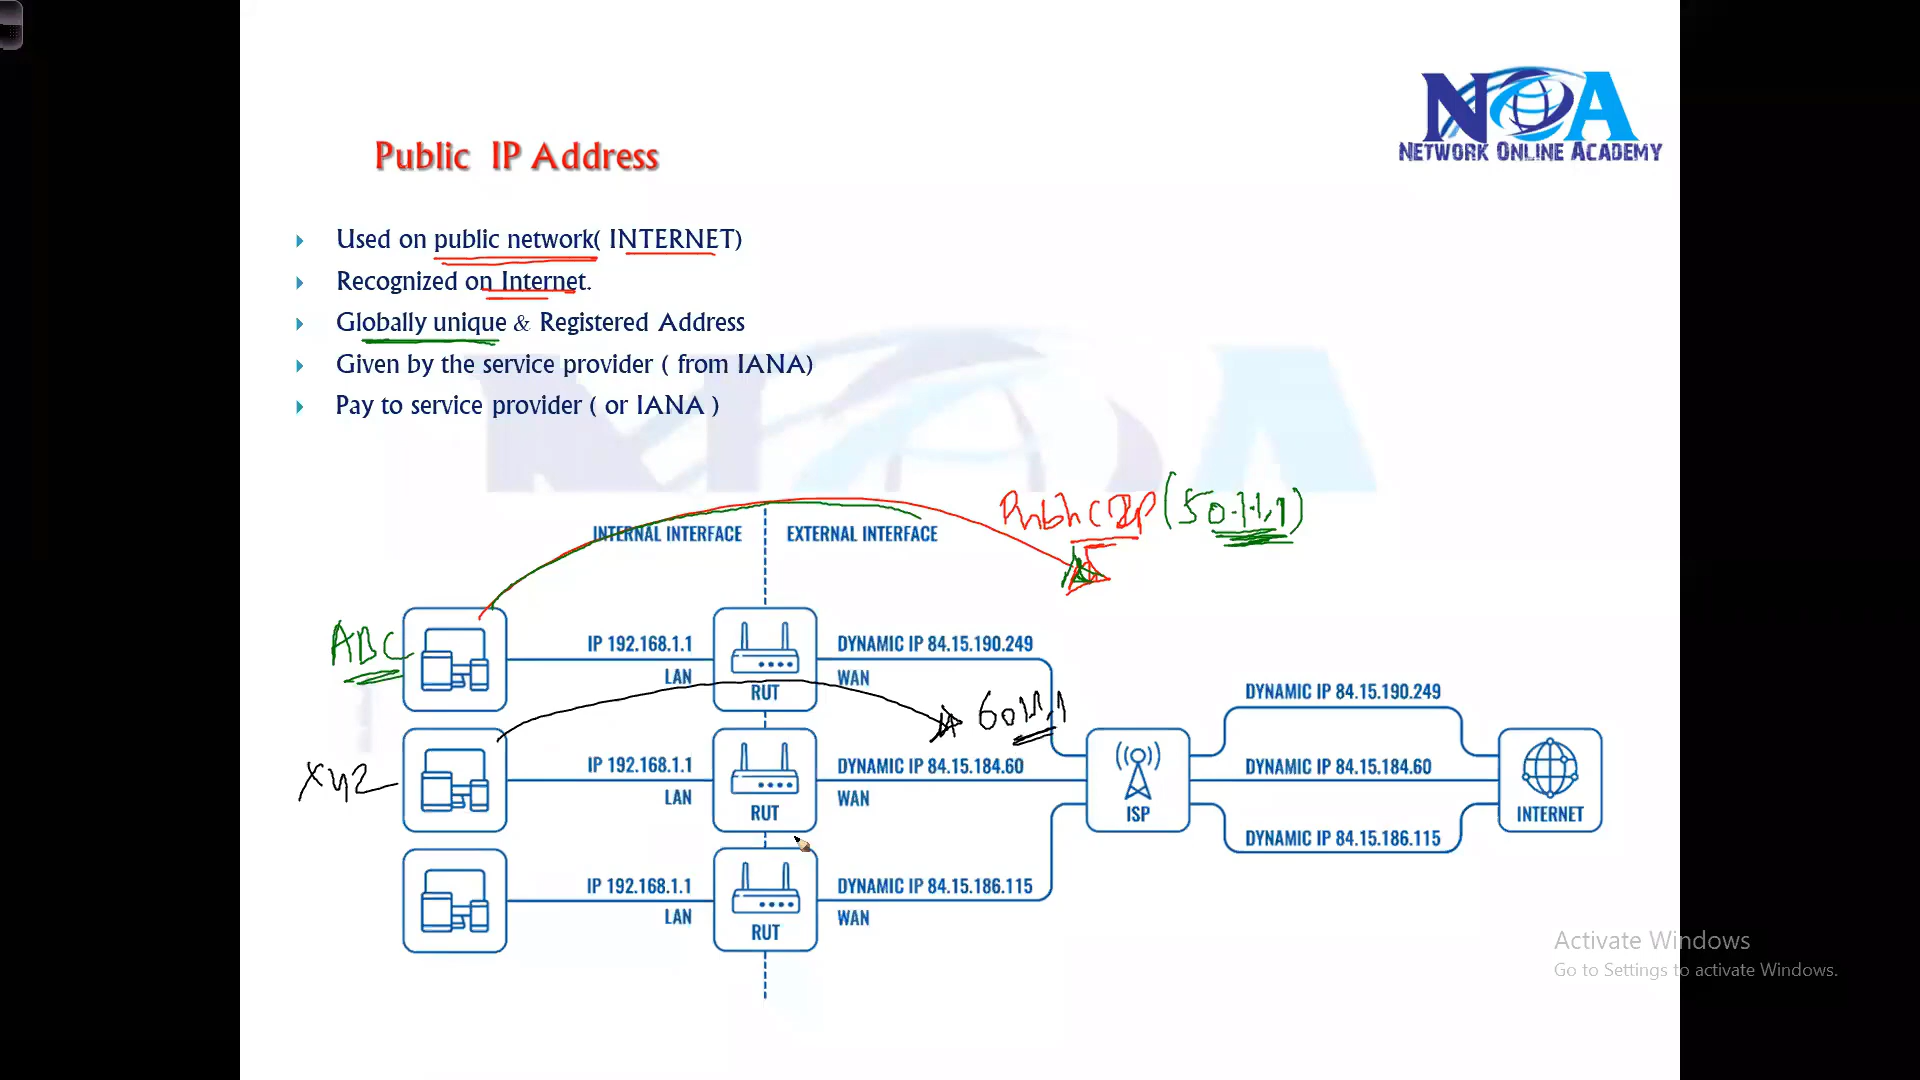 NOA
NETWORK ONLINE ACADEMY
Public IP Address
Used on public network( INTERNET)
Recognized on Internet.
Globally unique & Registered Address
Given by the service provider ( from IANA)
Pay to service provider ( or IANA )
Public IP (50.1.1.1)
INTERNAL INTERFACE EXTERNAL INTERFACE
ABC
IP 192.168.1.1
LAN
RUT
DYNAMIC IP 84.15.190.249
WAN
60.1.1.1
XYZ
IP 192.168.1.1
LAN
RUT
DYNAMIC IP 84.15.184.60
WAN
IP 192.168.1.1
LAN
RUT
DYNAMIC IP 84.15.186.115
WAN
ISP
DYNAMIC IP 84.15.190.249
DYNAMIC IP 84.15.184.60
DYNAMIC IP 84.15.186.115
INTERNET
Activate Windows
Go to Settings to activate Windows.